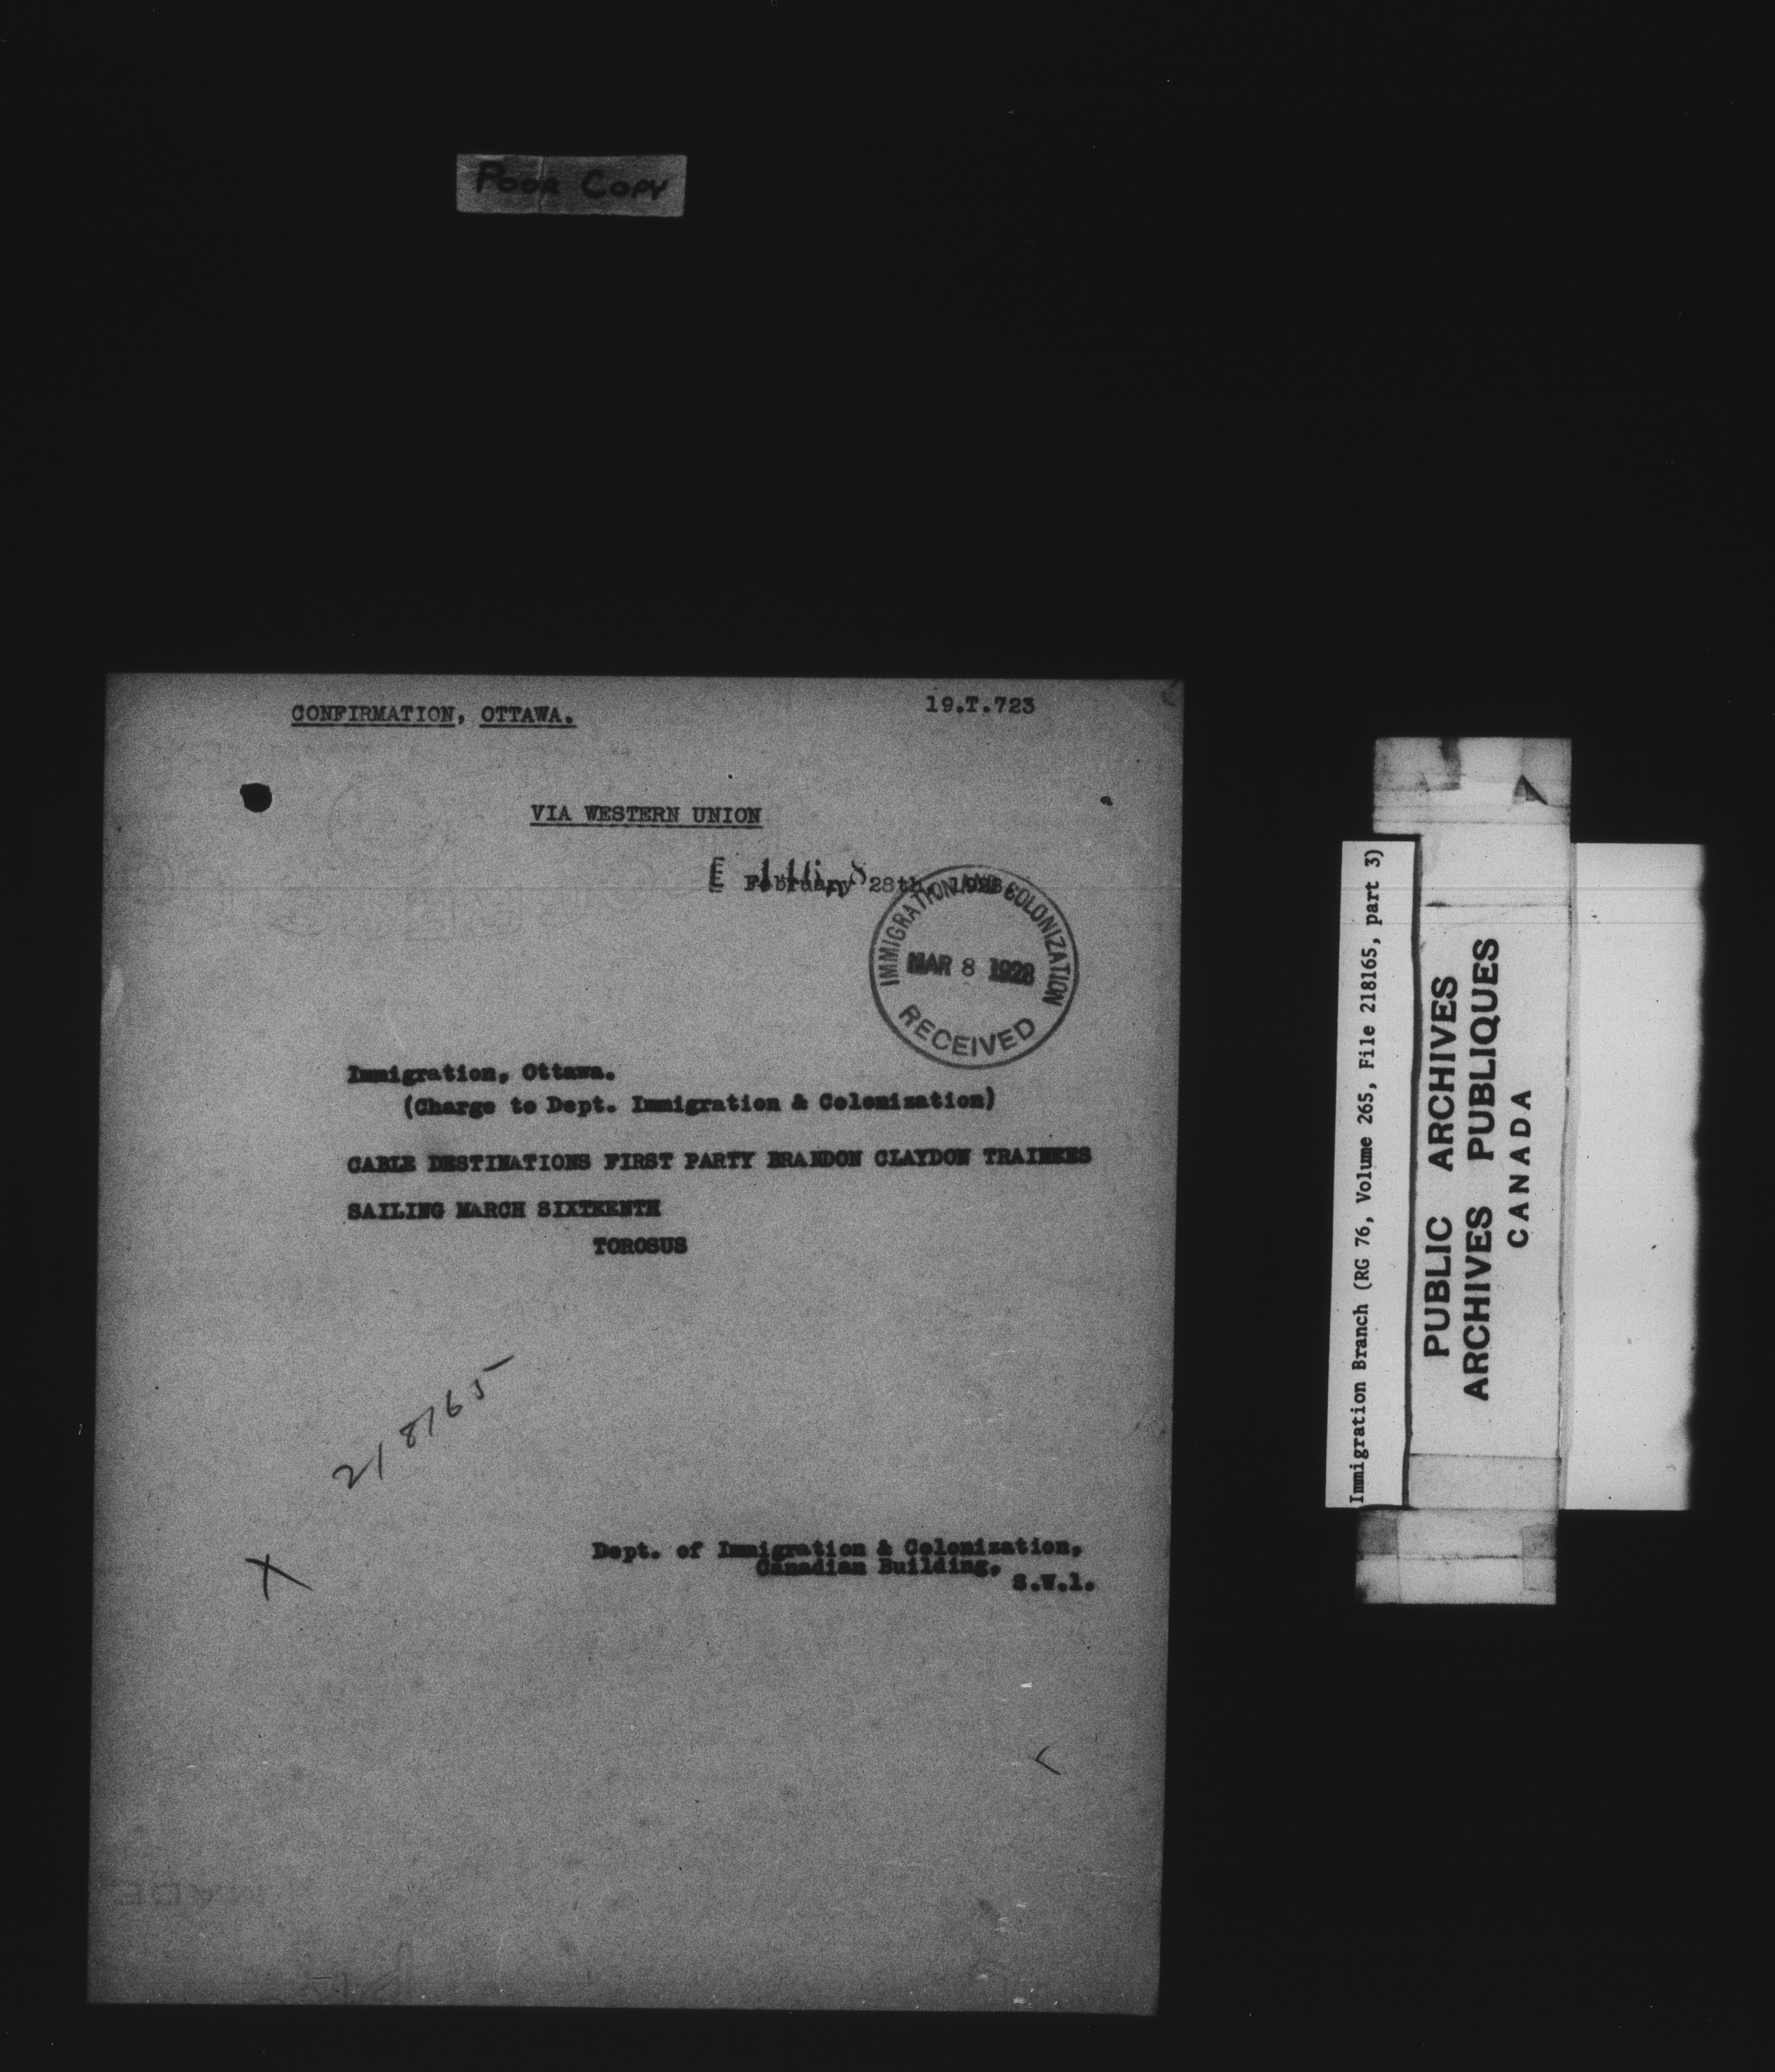 POOR COPY
CONFIRMATION, OTTAWA.
19.T.723
VIA WESTERN UNION
February 28th, 1928.
IMMIGRATION AND COLONIZATION
MAR 8 1928
RECEIVED
Immigration, Ottawa.
(Charge to Dept. Immigration & Colonization)
CABLE DESTINATIONS FIRST PARTY BRANDON CLAYDON TRAINEES
SAILING MARCH SIXTEENTH
TOROSUS
218165
X
Dept. of Immigration & Colonization,
Canadian Building,
S.W.1.
Immigration Branch (RG 76, Volume 265, File 218165, part 3)
PUBLIC ARCHIVES
ARCHIVES PUBLIQUES
CANADA